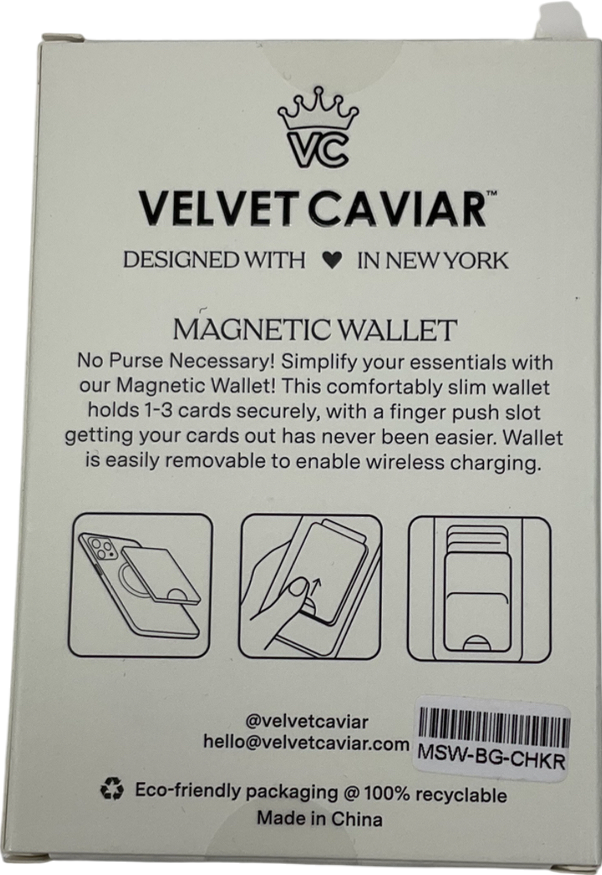 VC
VELVET CAVIAR™
DESIGNED WITH ♥ IN NEW YORK
MAGNETIC WALLET
No Purse Necessary! Simplify your essentials with
our Magnetic Wallet! This comfortably slim wallet
holds 1-3 cards securely, with a finger push slot
getting your cards out has never been easier. Wallet
is easily removable to enable wireless charging.
@velvetcaviar
hello@velvetcaviar.com
MSW-BG-CHKR
Eco-friendly packaging @ 100% recyclable
Made in China